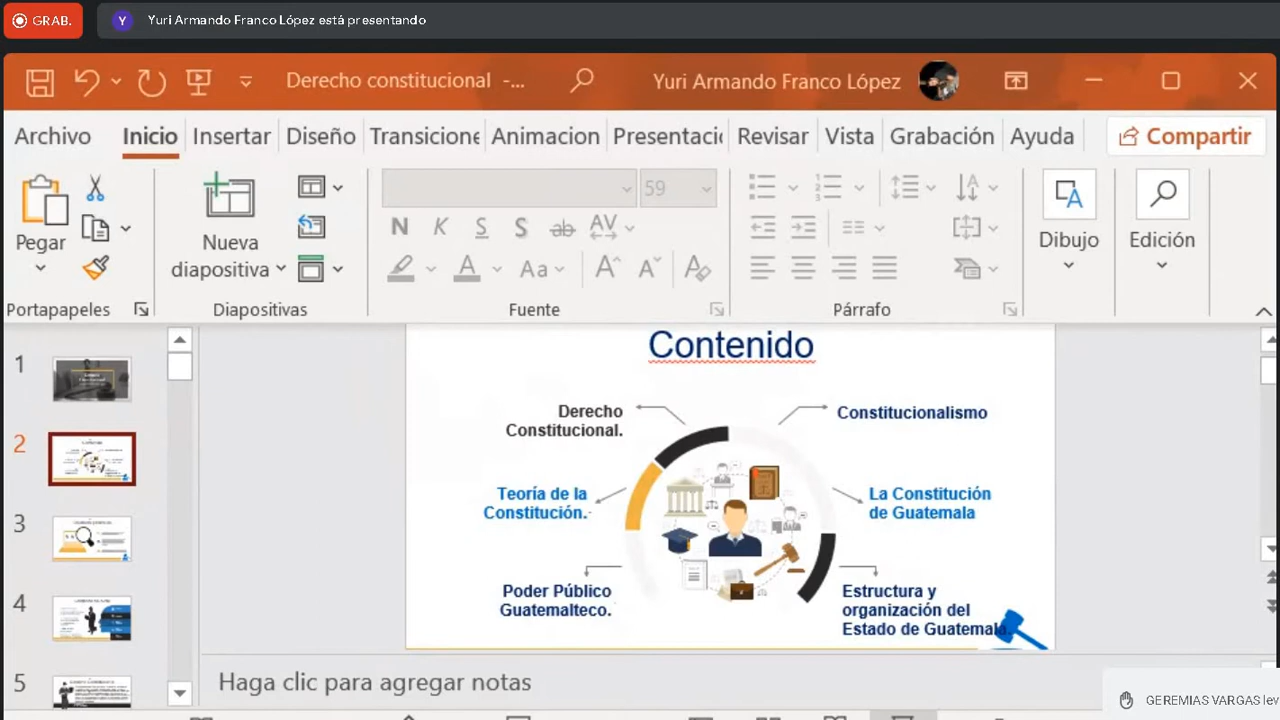 GRAB.
Y
Yuri Armando Franco López está presentando
Derecho constitucional -...
Yuri Armando Franco López
Archivo Inicio Insertar Diseño Transicione Animacion Presentació Revisar Vista Grabación Ayuda Compartir
59
Pegar
Nueva
diapositiva
N K S S ab AV
A Aa A A A
Dibujo
Edición
Portapapeles
Diapositivas
Fuente
Párrafo
1
2
3
4
5
Contenido
Derecho
Constitucional.
Constitucionalismo
Teoría de la
Constitución.
La Constitución
de Guatemala
Poder Público
Guatemalteco.
Estructura y
organización del
Estado de Guatemala.
Haga clic para agregar notas
GEREMIAS VARGAS lev